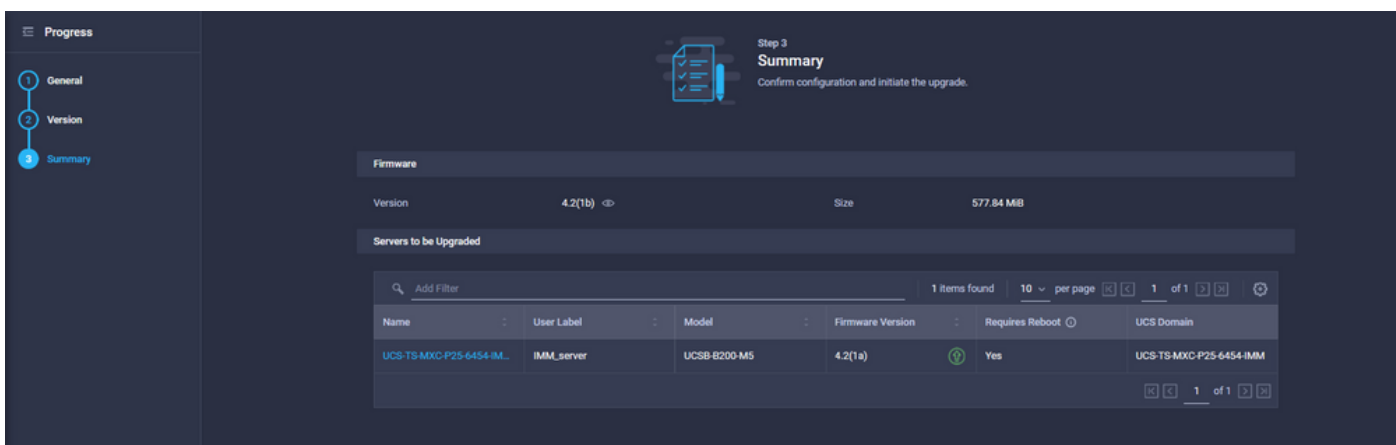 Progress
1 General
2 Version
3 Summary
Step 3
Summary
Confirm configuration and initiate the upgrade.
Firmware
Version 4.2(1b) Size 577.84 MiB
Servers to be Upgraded
Add Filter 1 items found 10 per page 1 of 1
Name User Label Model Firmware Version Requires Reboot UCS Domain
UCS-TS-MXC-P25-6454-IM... IMM_server UCSB-B200-M5 4.2(1a) Yes UCS-TS-MXC-P25-6454-IMM
1 of 1